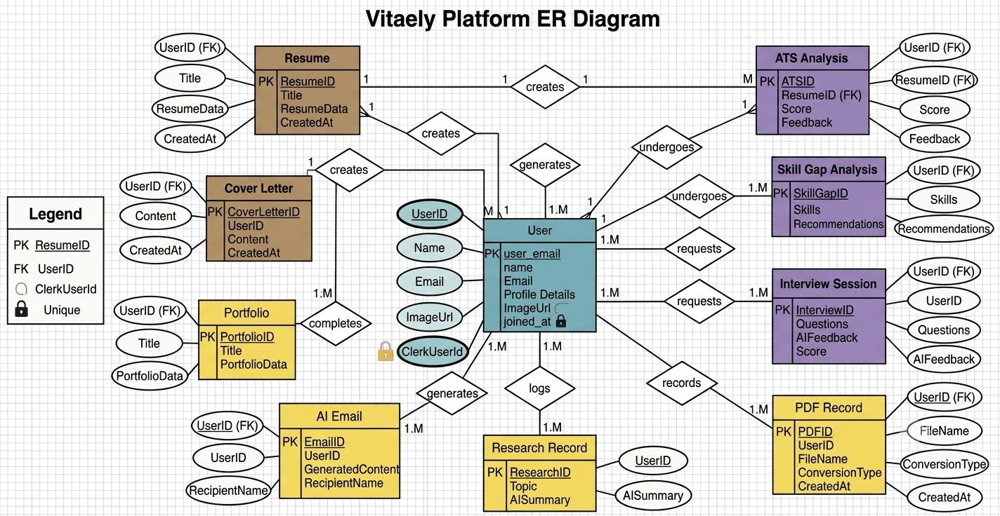 Vitaely Platform ER Diagram
UserID (FK)
Title
ResumeData
CreatedAt
Resume
PK ResumeID
Title
ResumeData
CreatedAt
1
1
creates
1
M
ATS Analysis
PK ATSID
ResumeID (FK)
Score
Feedback
UserID (FK)
ResumeID (FK)
Score
Feedback
1
creates
1
undergoes
1
generates
1.M
1
creates
M
1
UserID (FK)
Content
CreatedAt
Cover Letter
PK CoverLetterID
UserID
Content
CreatedAt
undergoes
1
1.M
Skill Gap Analysis
PK SkillGapID
Skills
Recommendations
UserID (FK)
Skills
Recommendations
Legend
PK ResumeID
FK UserID
ClerkUserId
Unique
UserID
Name
Email
ImageUrl
ClerkUserId
User
PK user_email
name
Email
Profile Details
ImageUrl
joined_at
1.M
requests
1.M
requests
1.M
Interview Session
PK InterviewID
Questions
AIFeedback
Score
UserID (FK)
UserID
Questions
AIFeedback
1.M
completes
UserID (FK)
Title
PortfolioData
Portfolio
PK PortfolioID
Title
PortfolioData
1.M
generates
1.M
1.M
logs
1.M
records
1.M
UserID (FK)
UserID
RecipientName
AI Email
PK EmailID
UserID
GeneratedContent
RecipientName
Research Record
PK ResearchID
Topic
AISummary
UserID
AISummary
PDF Record
PK PDFID
UserID
FileName
ConversionType
CreatedAt
UserID (FK)
FileName
ConversionType
CreatedAt